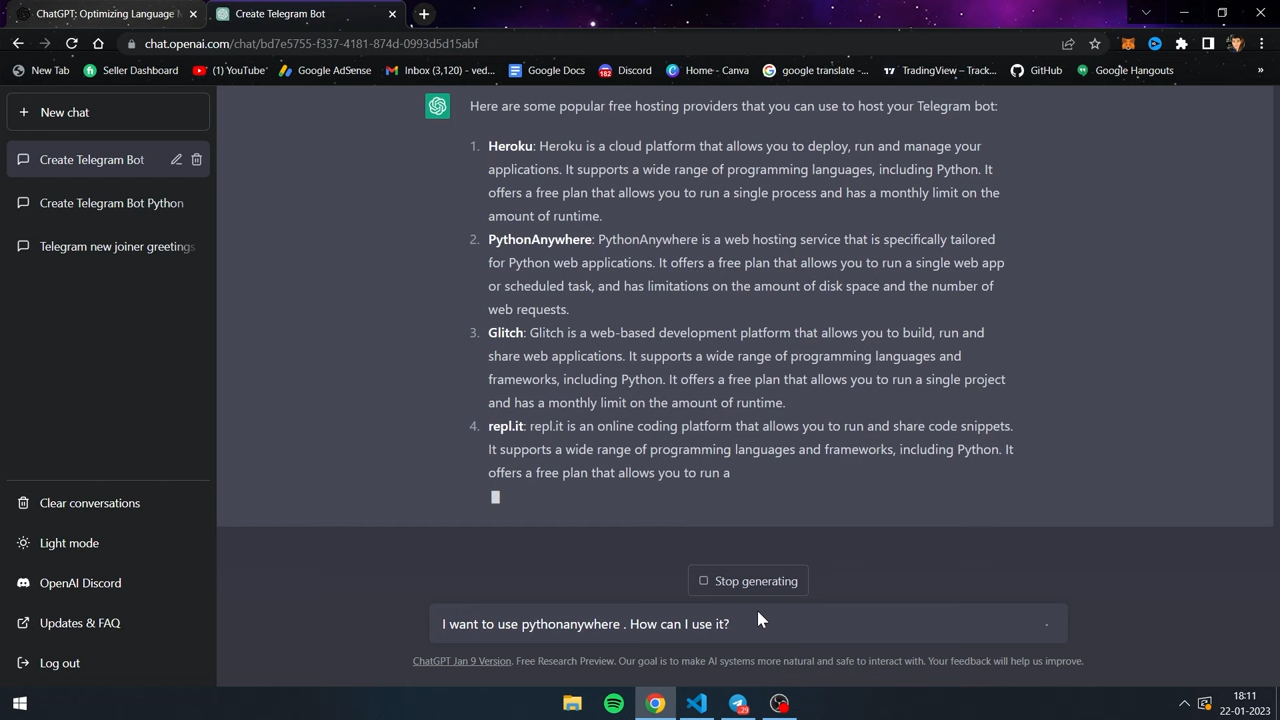 ChatGPT: Optimizing Language M
Create Telegram Bot
chat.openai.com/chat/bd7e5755-f337-4181-874d-0993d5d15abf
New Tab
Seller Dashboard
(1) YouTube
Google AdSense
Inbox (3,120) - ved...
Google Docs
182
Discord
Home - Canva
google translate -...
TradingView – Track...
GitHub
Google Hangouts
»
New chat
Create Telegram Bot
Create Telegram Bot Python
Telegram new joiner greetings
Clear conversations
Light mode
OpenAI Discord
Updates & FAQ
Log out
Here are some popular free hosting providers that you can use to host your Telegram bot:
1. Heroku: Heroku is a cloud platform that allows you to deploy, run and manage your
applications. It supports a wide range of programming languages, including Python. It
offers a free plan that allows you to run a single process and has a monthly limit on the
amount of runtime.
2. PythonAnywhere: PythonAnywhere is a web hosting service that is specifically tailored
for Python web applications. It offers a free plan that allows you to run a single web app
or scheduled task, and has limitations on the amount of disk space and the number of
web requests.
3. Glitch: Glitch is a web-based development platform that allows you to build, run and
share web applications. It supports a wide range of programming languages and
frameworks, including Python. It offers a free plan that allows you to run a single project
and has a monthly limit on the amount of runtime.
4. repl.it: repl.it is an online coding platform that allows you to run and share code snippets.
It supports a wide range of programming languages and frameworks, including Python. It
offers a free plan that allows you to run a
Stop generating
I want to use pythonanywhere . How can I use it?
ChatGPT Jan 9 Version. Free Research Preview. Our goal is to make AI systems more natural and safe to interact with. Your feedback will help us improve.
29
18:11
22-01-2023